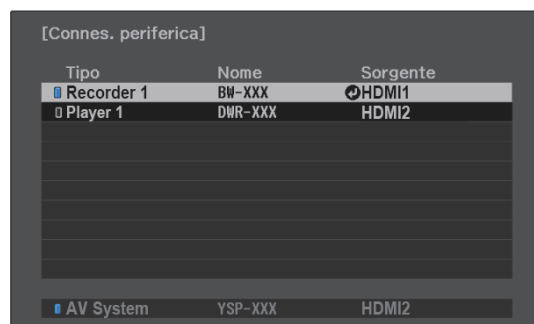 [Connes. periferica]
Tipo Nome Sorgente
Recorder 1 BW-XXX HDMI1
Player 1 DWR-XXX HDMI2
AV System YSP-XXX HDMI2